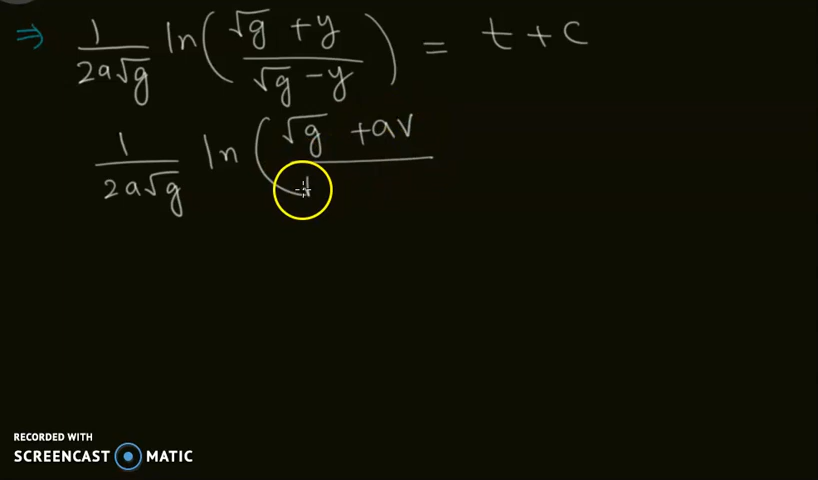 ⇒ 1/(2a√g) ln((√g + y)/(√g − y)) = t + c
1/(2a√g) ln((√g + av)/
RECORDED WITH
SCREENCAST MATIC